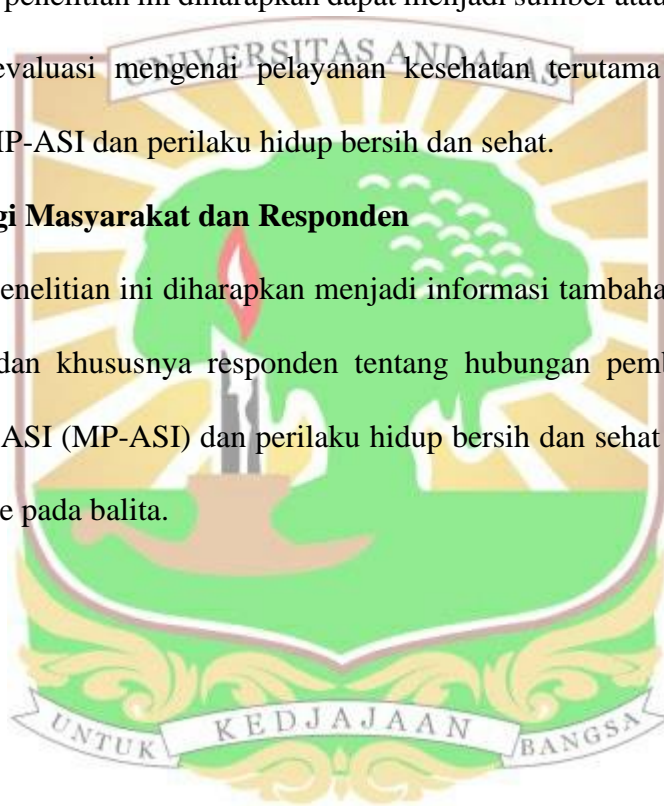 penelitian ini diharapkan dapat menjadi sumber atau
UNIVERSITAS ANDALAS
evaluasi mengenai pelayanan kesehatan terutama
MP-ASI dan perilaku hidup bersih dan sehat.
gi Masyarakat dan Responden
enelitian ini diharapkan menjadi informasi tambaha
dan khususnya responden tentang hubungan pemb
ASI (MP-ASI) dan perilaku hidup bersih dan sehat
e pada balita.
UNTUK KEDJAJAAN BANGSA